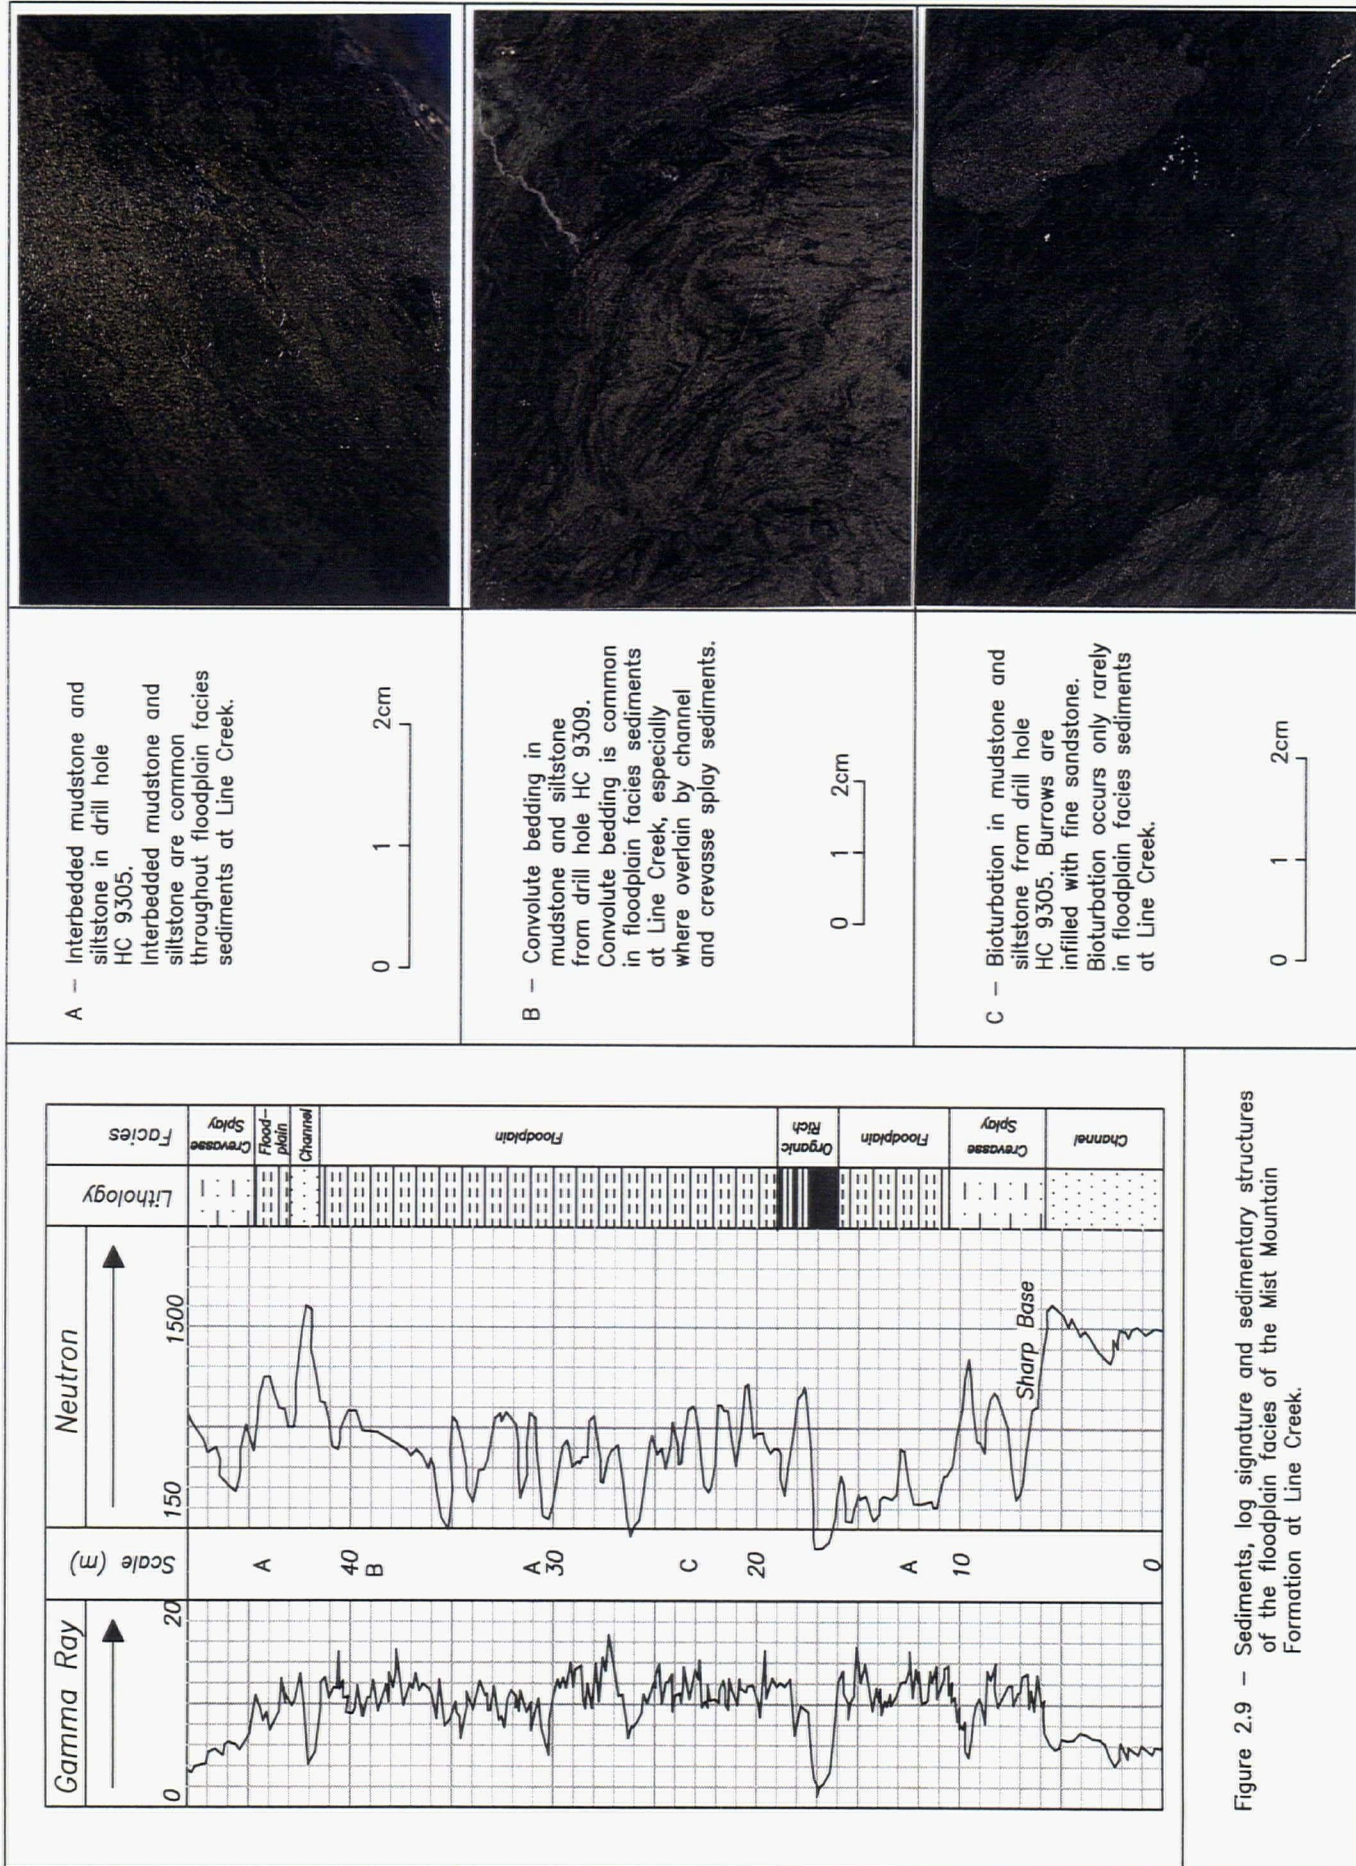 Gamma Ray
0
20
Scale (m)
Neutron
150
1500
Lithology
Facies
A
40
B
A
30
C
20
A
10
0
Sharp Base
Crevasse
Splay
Flood-
plain
Channel
Floodplain
Organic
Rich
Floodplain
Crevasse
Splay
Channel
A – Interbedded mudstone and
siltstone in drill hole
HC 9305.
Interbedded mudstone and
siltstone are common
throughout floodplain facies
sediments at Line Creek.
0 1 2cm
B – Convolute bedding in
mudstone and siltstone
from drill hole HC 9309.
Convolute bedding is common
in floodplain facies sediments
at Line Creek, especially
where overlain by channel
and crevasse splay sediments.
0 1 2cm
C – Bioturbation in mudstone and
siltstone from drill hole
HC 9305. Burrows are
infilled with fine sandstone.
Bioturbation occurs only rarely
in floodplain facies sediments
at Line Creek.
0 1 2cm
Figure 2.9 – Sediments, log signature and sedimentary structures
of the floodplain facies of the Mist Mountain
Formation at Line Creek.